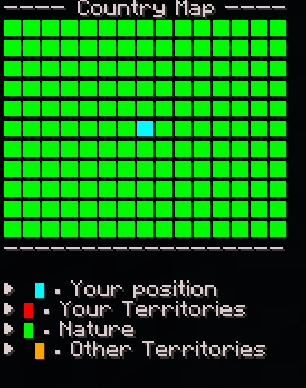 ---- Country Map ----
Your position
Your Territories
Nature
Other Territories